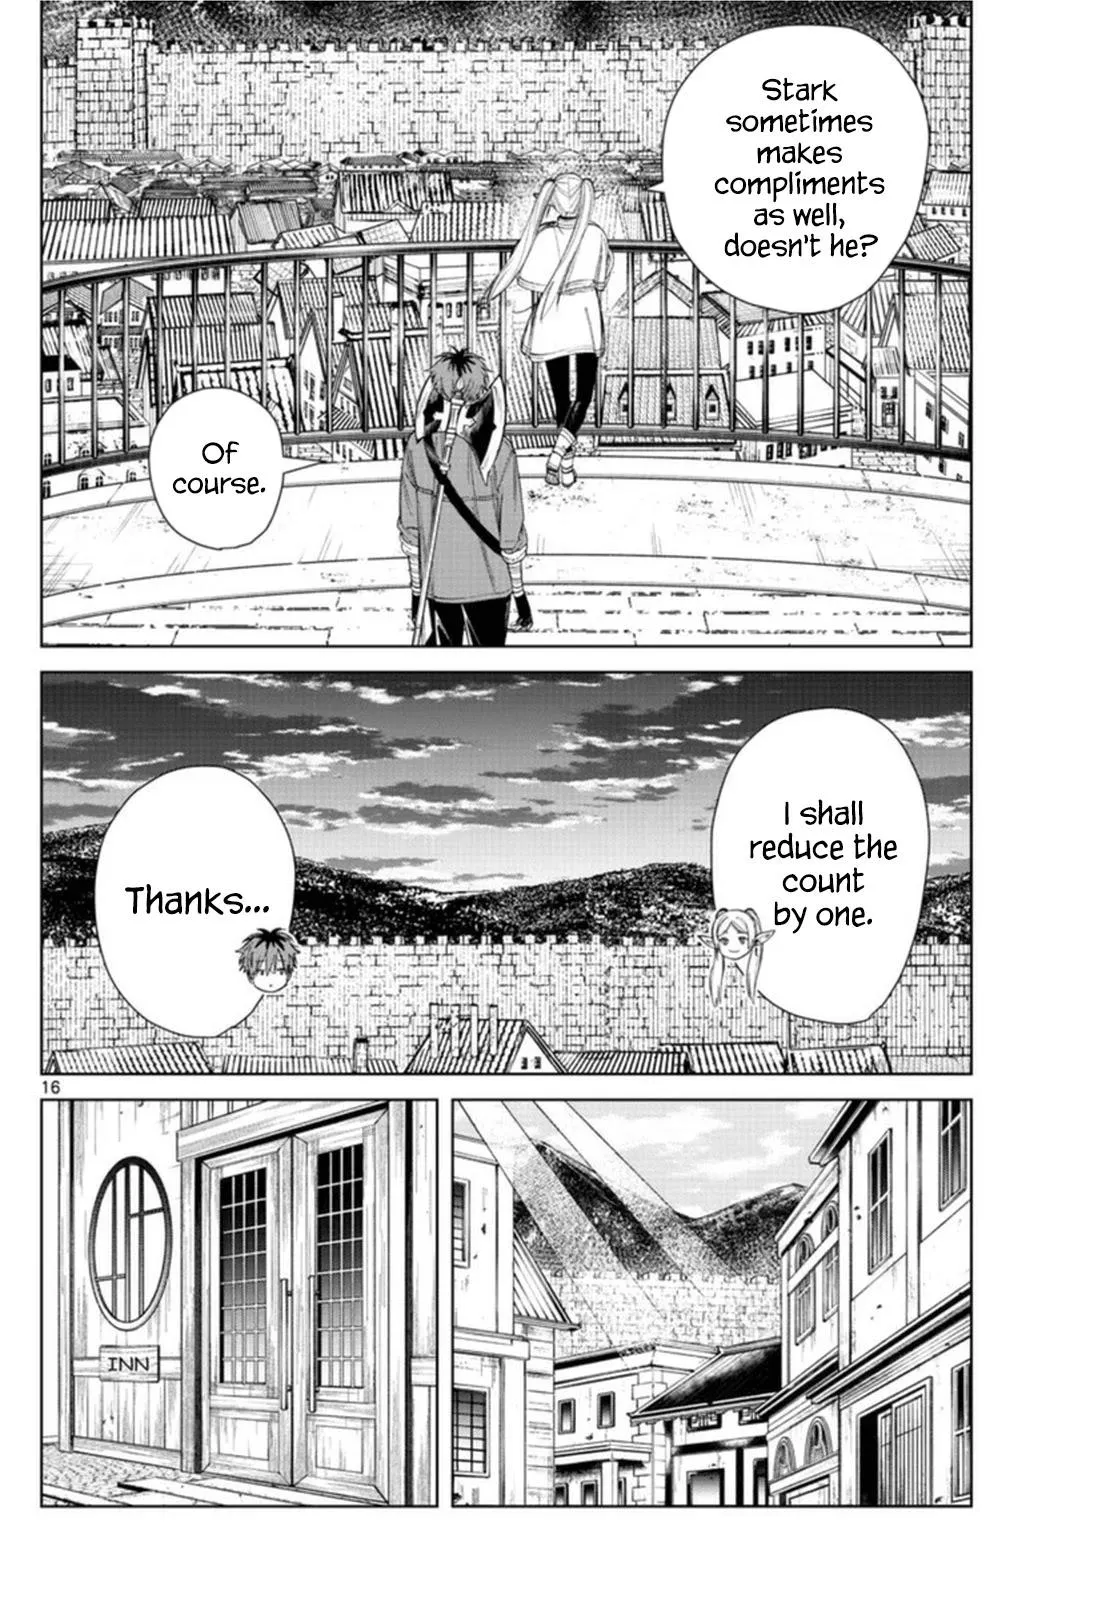 Stark
sometimes
makes
compliments
as well,
doesn't he?
Of
course.
I shall
reduce the
count
by one.
Thanks...
16
INN